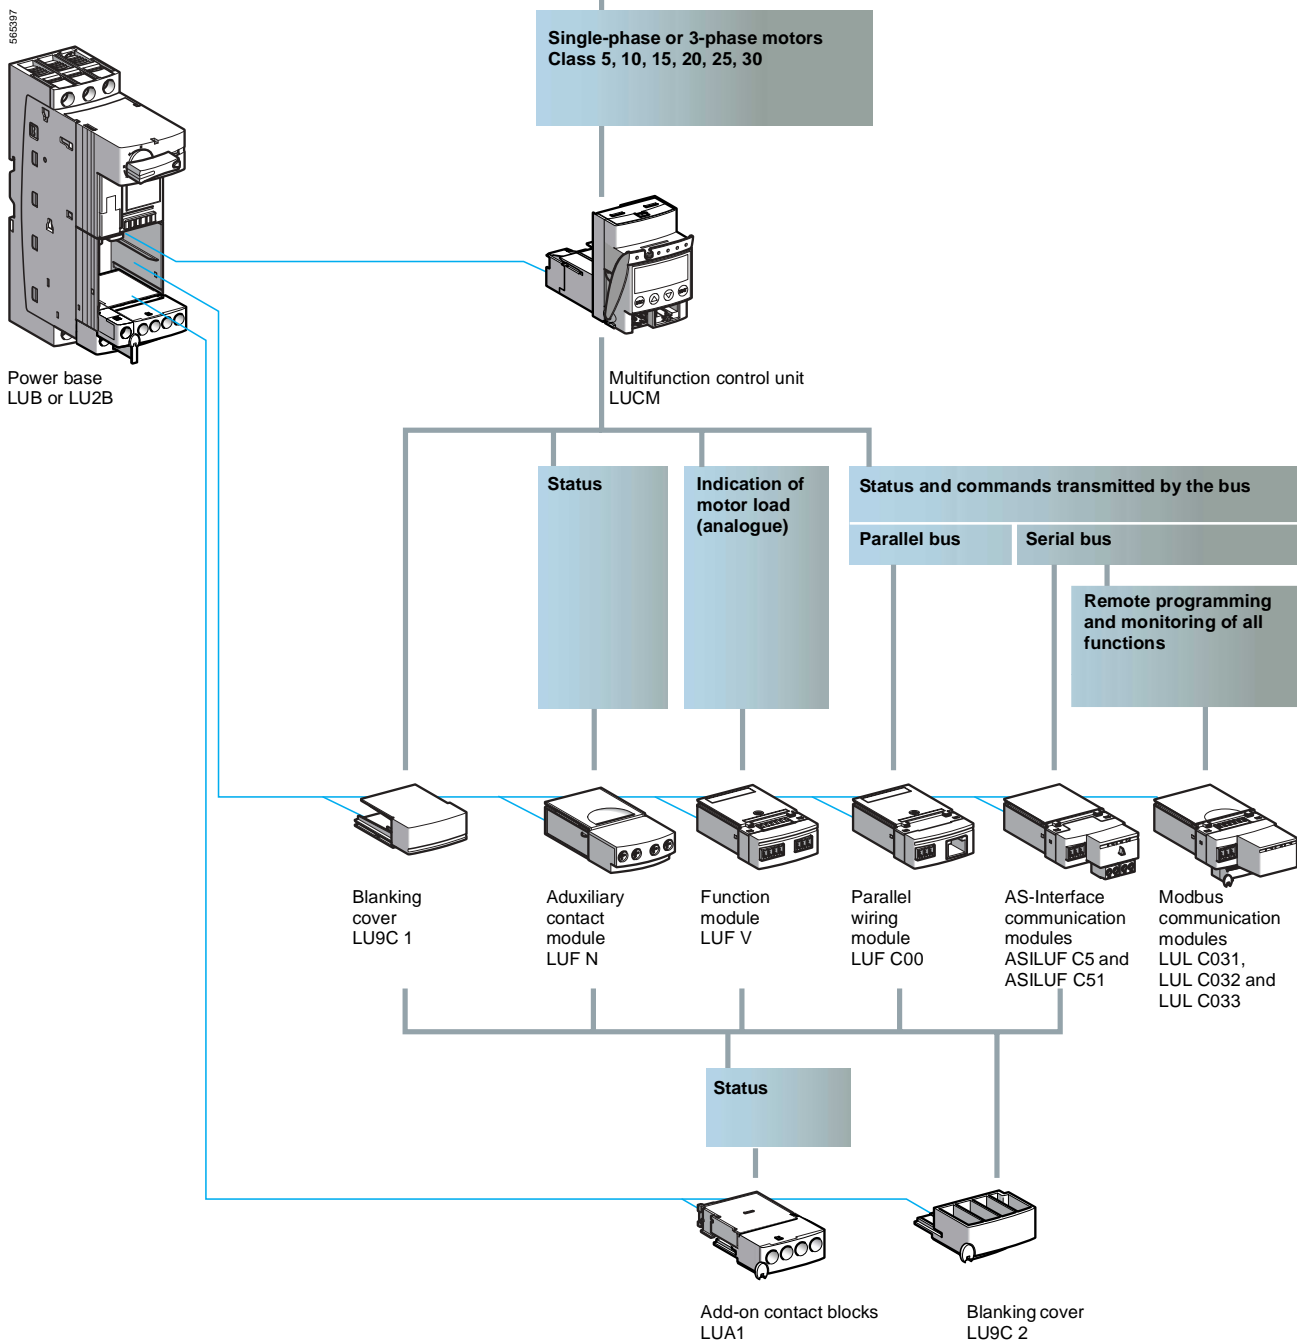 565397
Single-phase or 3-phase motors
Class 5, 10, 15, 20, 25, 30
Power base
LUB or LU2B
Multifunction control unit
LUCM
Status
Indication of
motor load
(analogue)
Status and commands transmitted by the bus
Parallel bus
Serial bus
Remote programming
and monitoring of all
functions
Blanking
cover
LU9C 1
Aduxiliary
contact
module
LUF N
Function
module
LUF V
Parallel
wiring
module
LUF C00
AS-Interface
communication
modules
ASILUF C5 and
ASILUF C51
Modbus
communication
modules
LUL C031,
LUL C032 and
LUL C033
Status
Add-on contact blocks
LUA1
Blanking cover
LU9C 2